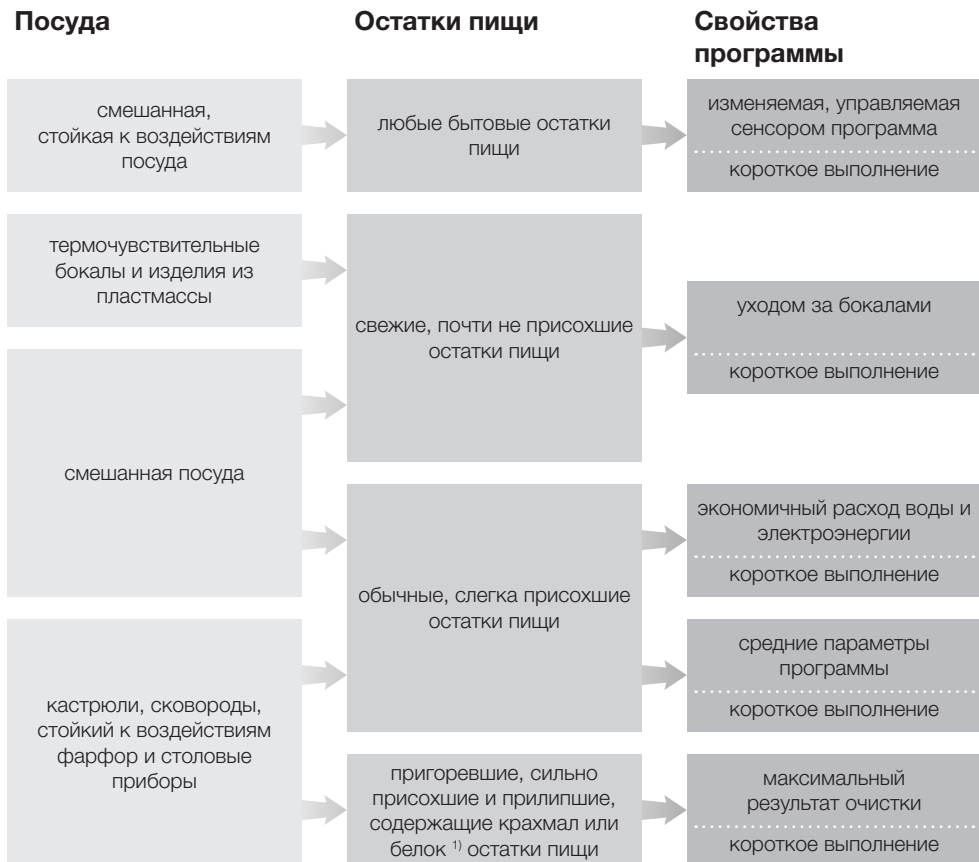 Посуда
Остатки пищи
Свойства
программы
смешанная,
стойкая к воздействиям
посуда
любые бытовые остатки
пищи
изменяемая, управляемая
сенсором программа
короткое выполнение
термочувствительные
бокалы и изделия из
пластмассы
свежие, почти не присохшие
остатки пищи
уходом за бокалами
короткое выполнение
смешанная посуда
экономичный расход воды и
электроэнергии
короткое выполнение
обычные, слегка присохшие
остатки пищи
средние параметры
программы
короткое выполнение
кастрюли, сковороды,
стойкий к воздействиям
фарфор и столовые
приборы
пригоревшие, сильно
присохшие и прилипшие,
содержащие крахмал или
белок 1) остатки пищи
максимальный
результат очистки
короткое выполнение